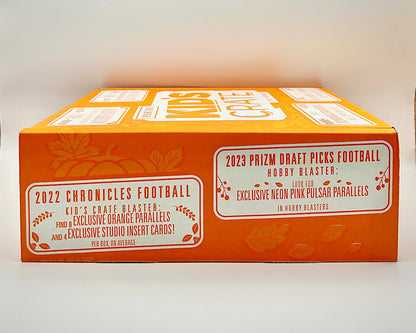 KIDS
CRATE
2022 CHRONICLES FOOTBALL
KID'S CRATE BLASTER:
FIND 8 EXCLUSIVE ORANGE PARALLELS
AND 4 EXCLUSIVE STUDIO INSERT CARDS!
PER BOX, ON AVERAGE
2023 PRIZM DRAFT PICKS FOOTBALL
HOBBY BLASTER:
LOOK FOR
EXCLUSIVE NEON PINK PULSAR PARALLELS
IN HOBBY BLASTERS